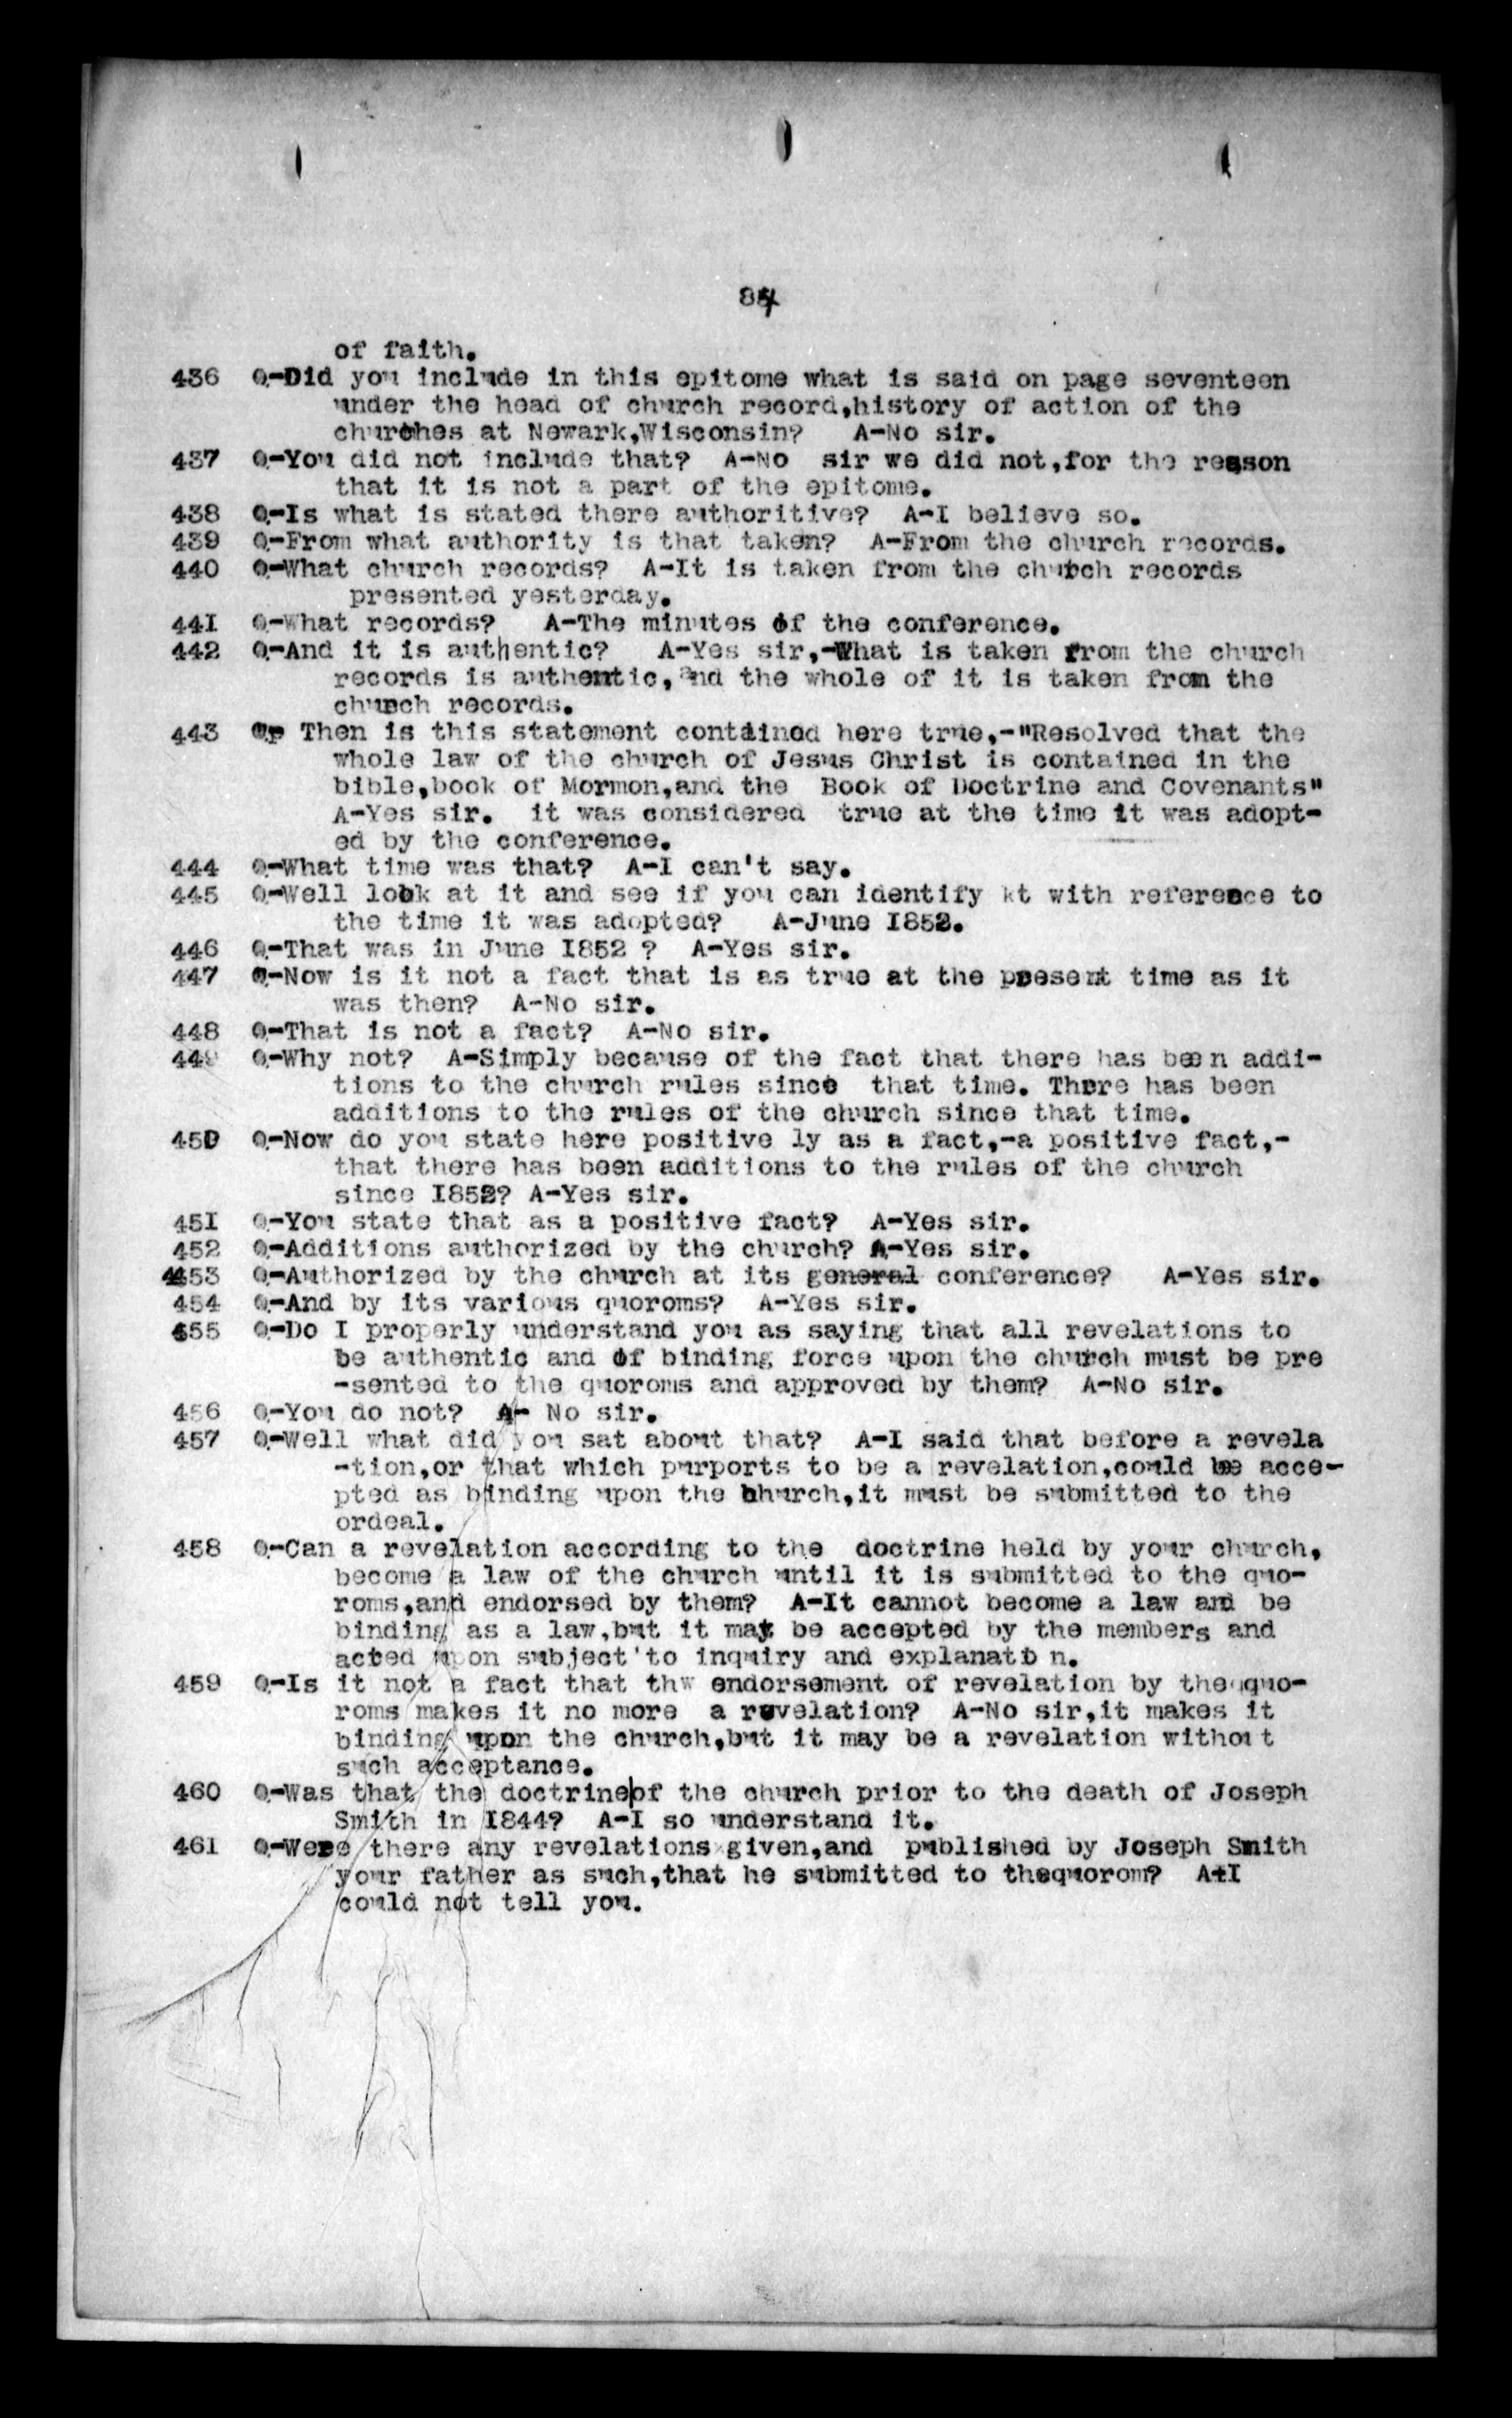 84
of faith.
436 Q-Did you include in this epitome what is said on page seventeen
under the head of church record,history of action of the
churches at Newark,Wisconsin? A-No sir.
437 Q-You did not include that? A-No sir we did not,for the reason
that it is not a part of the epitome.
438 Q-Is what is stated there authoritive? A-I believe so.
439 Q-From what authority is that taken? A-From the church records.
440 Q-What church records? A-It is taken from the church records
presented yesterday.
441 Q-What records? A-The minutes of the conference.
442 Q-And it is authentic? A-Yes sir,-What is taken from the church
records is authentic, and the whole of it is taken from the
church records.
443 Q- Then is this statement contained here true,-"Resolved that the
whole law of the church of Jesus Christ is contained in the
bible,book of Mormon,and the Book of Doctrine and Covenants"
A-Yes sir. it was considered true at the time it was adopt-
ed by the conference.
444 Q-What time was that? A-I can't say.
445 Q-Well look at it and see if you can identify it with reference to
the time it was adopted? A-June 1852.
446 Q-That was in June 1852 ? A-Yes sir.
447 Q-Now is it not a fact that is as true at the present time as it
was then? A-No sir.
448 Q-That is not a fact? A-No sir.
449 Q-Why not? A-Simply because of the fact that there has been addi-
tions to the church rules since that time. There has been
additions to the rules of the church since that time.
450 Q-Now do you state here positive ly as a fact,-a positive fact,-
that there has been additions to the rules of the church
since 1852? A-Yes sir.
451 Q-You state that as a positive fact? A-Yes sir.
452 Q-Additions authorized by the church? A-Yes sir.
453 Q-Authorized by the church at its general conference? A-Yes sir.
454 Q-And by its various quoroms? A-Yes sir.
455 Q-Do I properly understand you as saying that all revelations to
be authentic and of binding force upon the church must be pre
-sented to the quoroms and approved by them? A-No sir.
456 Q-You do not? A- No sir.
457 Q-Well what did you sat about that? A-I said that before a revela
-tion,or that which purports to be a revelation,could be acce-
pted as binding upon the church,it must be submitted to the
ordeal.
458 Q-Can a revelation according to the doctrine held by your church,
become a law of the church until it is submitted to the quo-
roms,and endorsed by them? A-It cannot become a law and be
binding as a law,but it may be accepted by the members and
acted upon subject to inquiry and explanatio n.
459 Q-Is it not a fact that thw endorsement of revelation by the quo-
roms makes it no more a revelation? A-No sir,it makes it
binding upon the church,but it may be a revelation without
such acceptance.
460 Q-Was that the doctrine of the church prior to the death of Joseph
Smith in 1844? A-I so understand it.
461 Q-Were there any revelations given,and published by Joseph Smith
your father as such,that he submitted to thequorom? A-I
could not tell you.